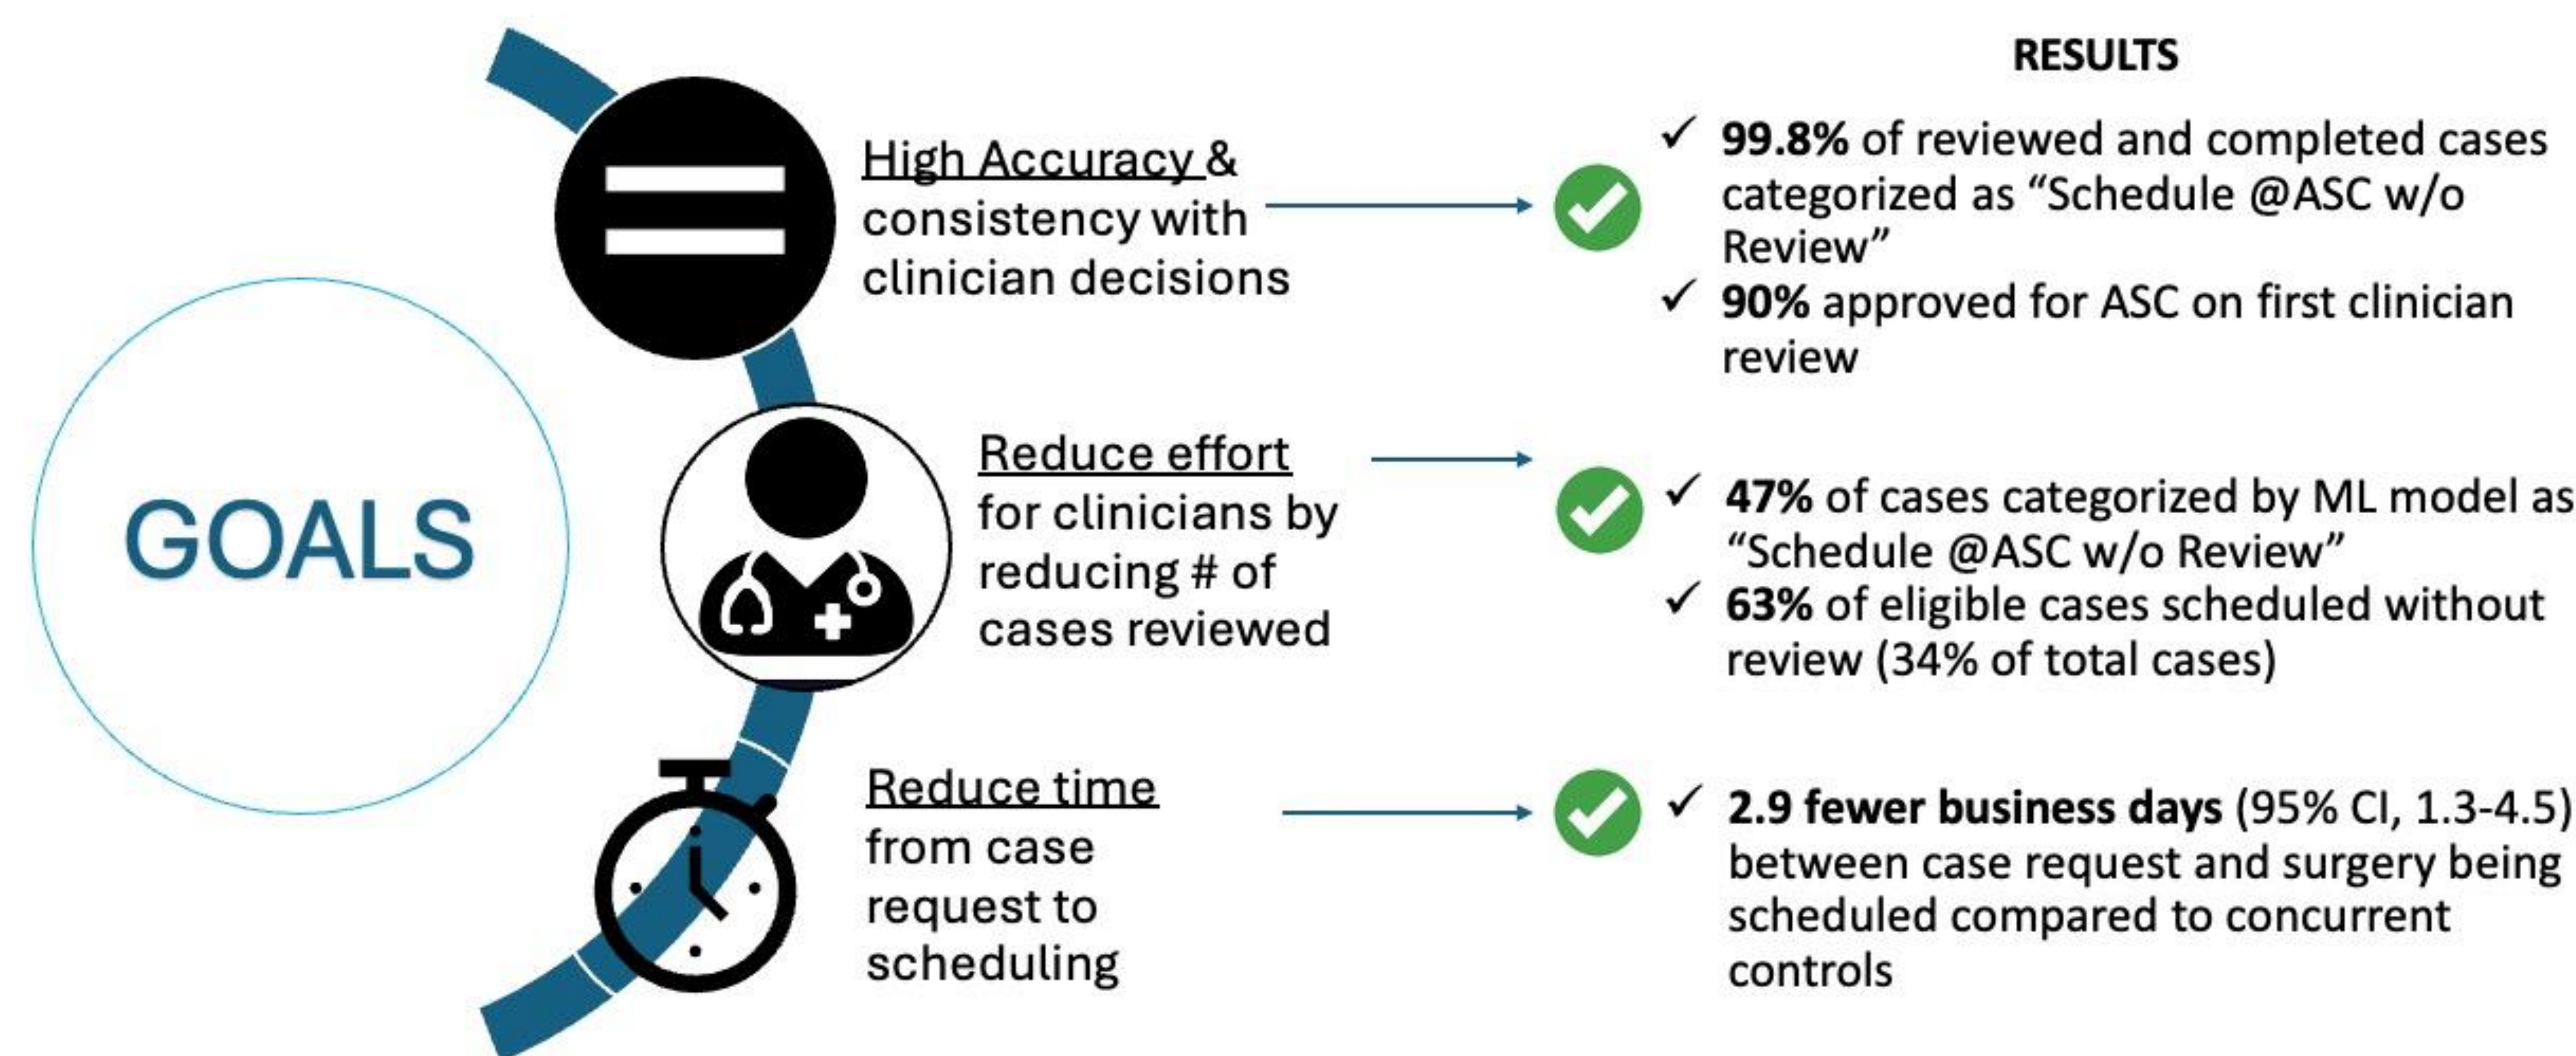 GOALS
High Accuracy &
consistency with
clinician decisions
Reduce effort
for clinicians by
reducing # of
cases reviewed
Reduce time
from case
request to
scheduling
RESULTS
✓ 99.8% of reviewed and completed cases
categorized as “Schedule @ASC w/o
Review”
✓ 90% approved for ASC on first clinician
review
✓ 47% of cases categorized by ML model as
“Schedule @ASC w/o Review”
✓ 63% of eligible cases scheduled without
review (34% of total cases)
✓ 2.9 fewer business days (95% CI, 1.3-4.5)
between case request and surgery being
scheduled compared to concurrent
controls